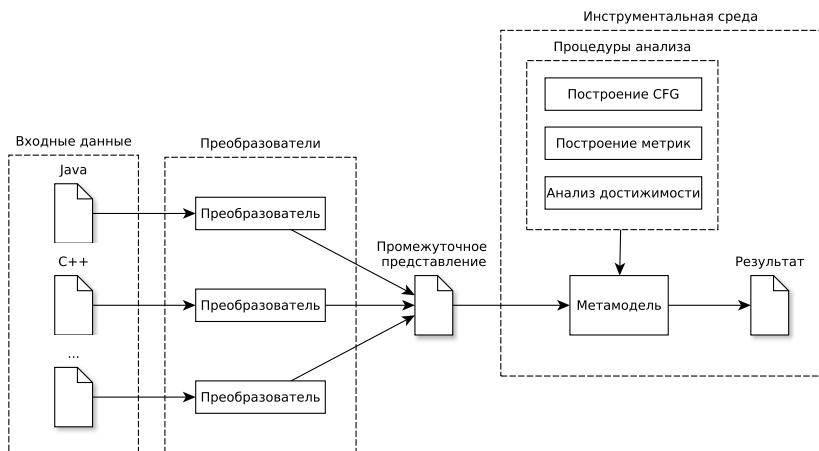 Инструментальная среда
Процедуры анализа
Построение CFG
Построение метрик
Анализ достижимости
Входные данные
Преобразователи
Java
Преобразователь
C++
Преобразователь
...
Преобразователь
Промежуточное
представление
Метамодель
Результат